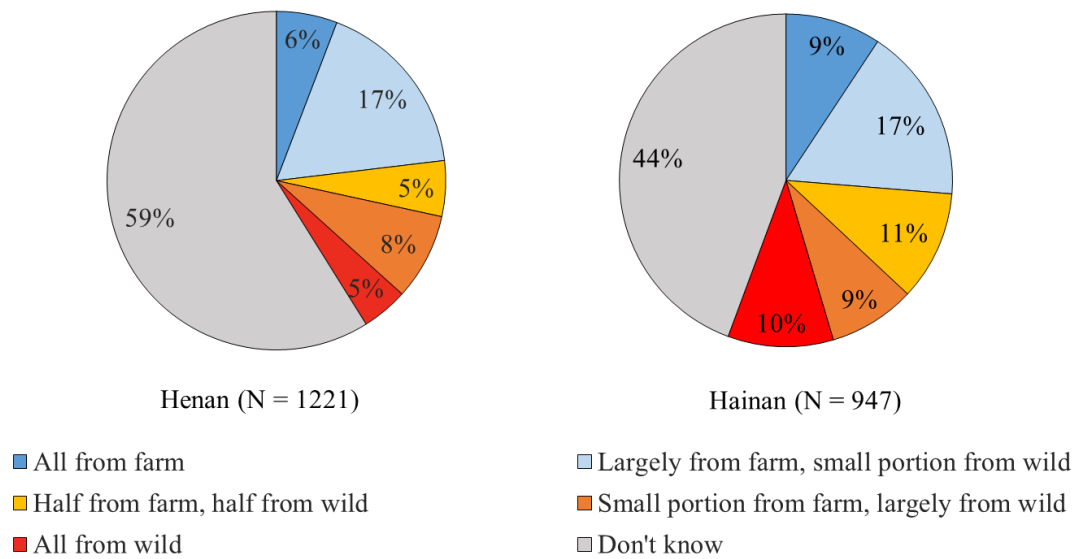 6%
17%
5%
8%
5%
59%
9%
17%
11%
9%
10%
44%
Henan (N = 1221)
Hainan (N = 947)
All from farm
Largely from farm, small portion from wild
Half from farm, half from wild
Small portion from farm, largely from wild
All from wild
Don't know